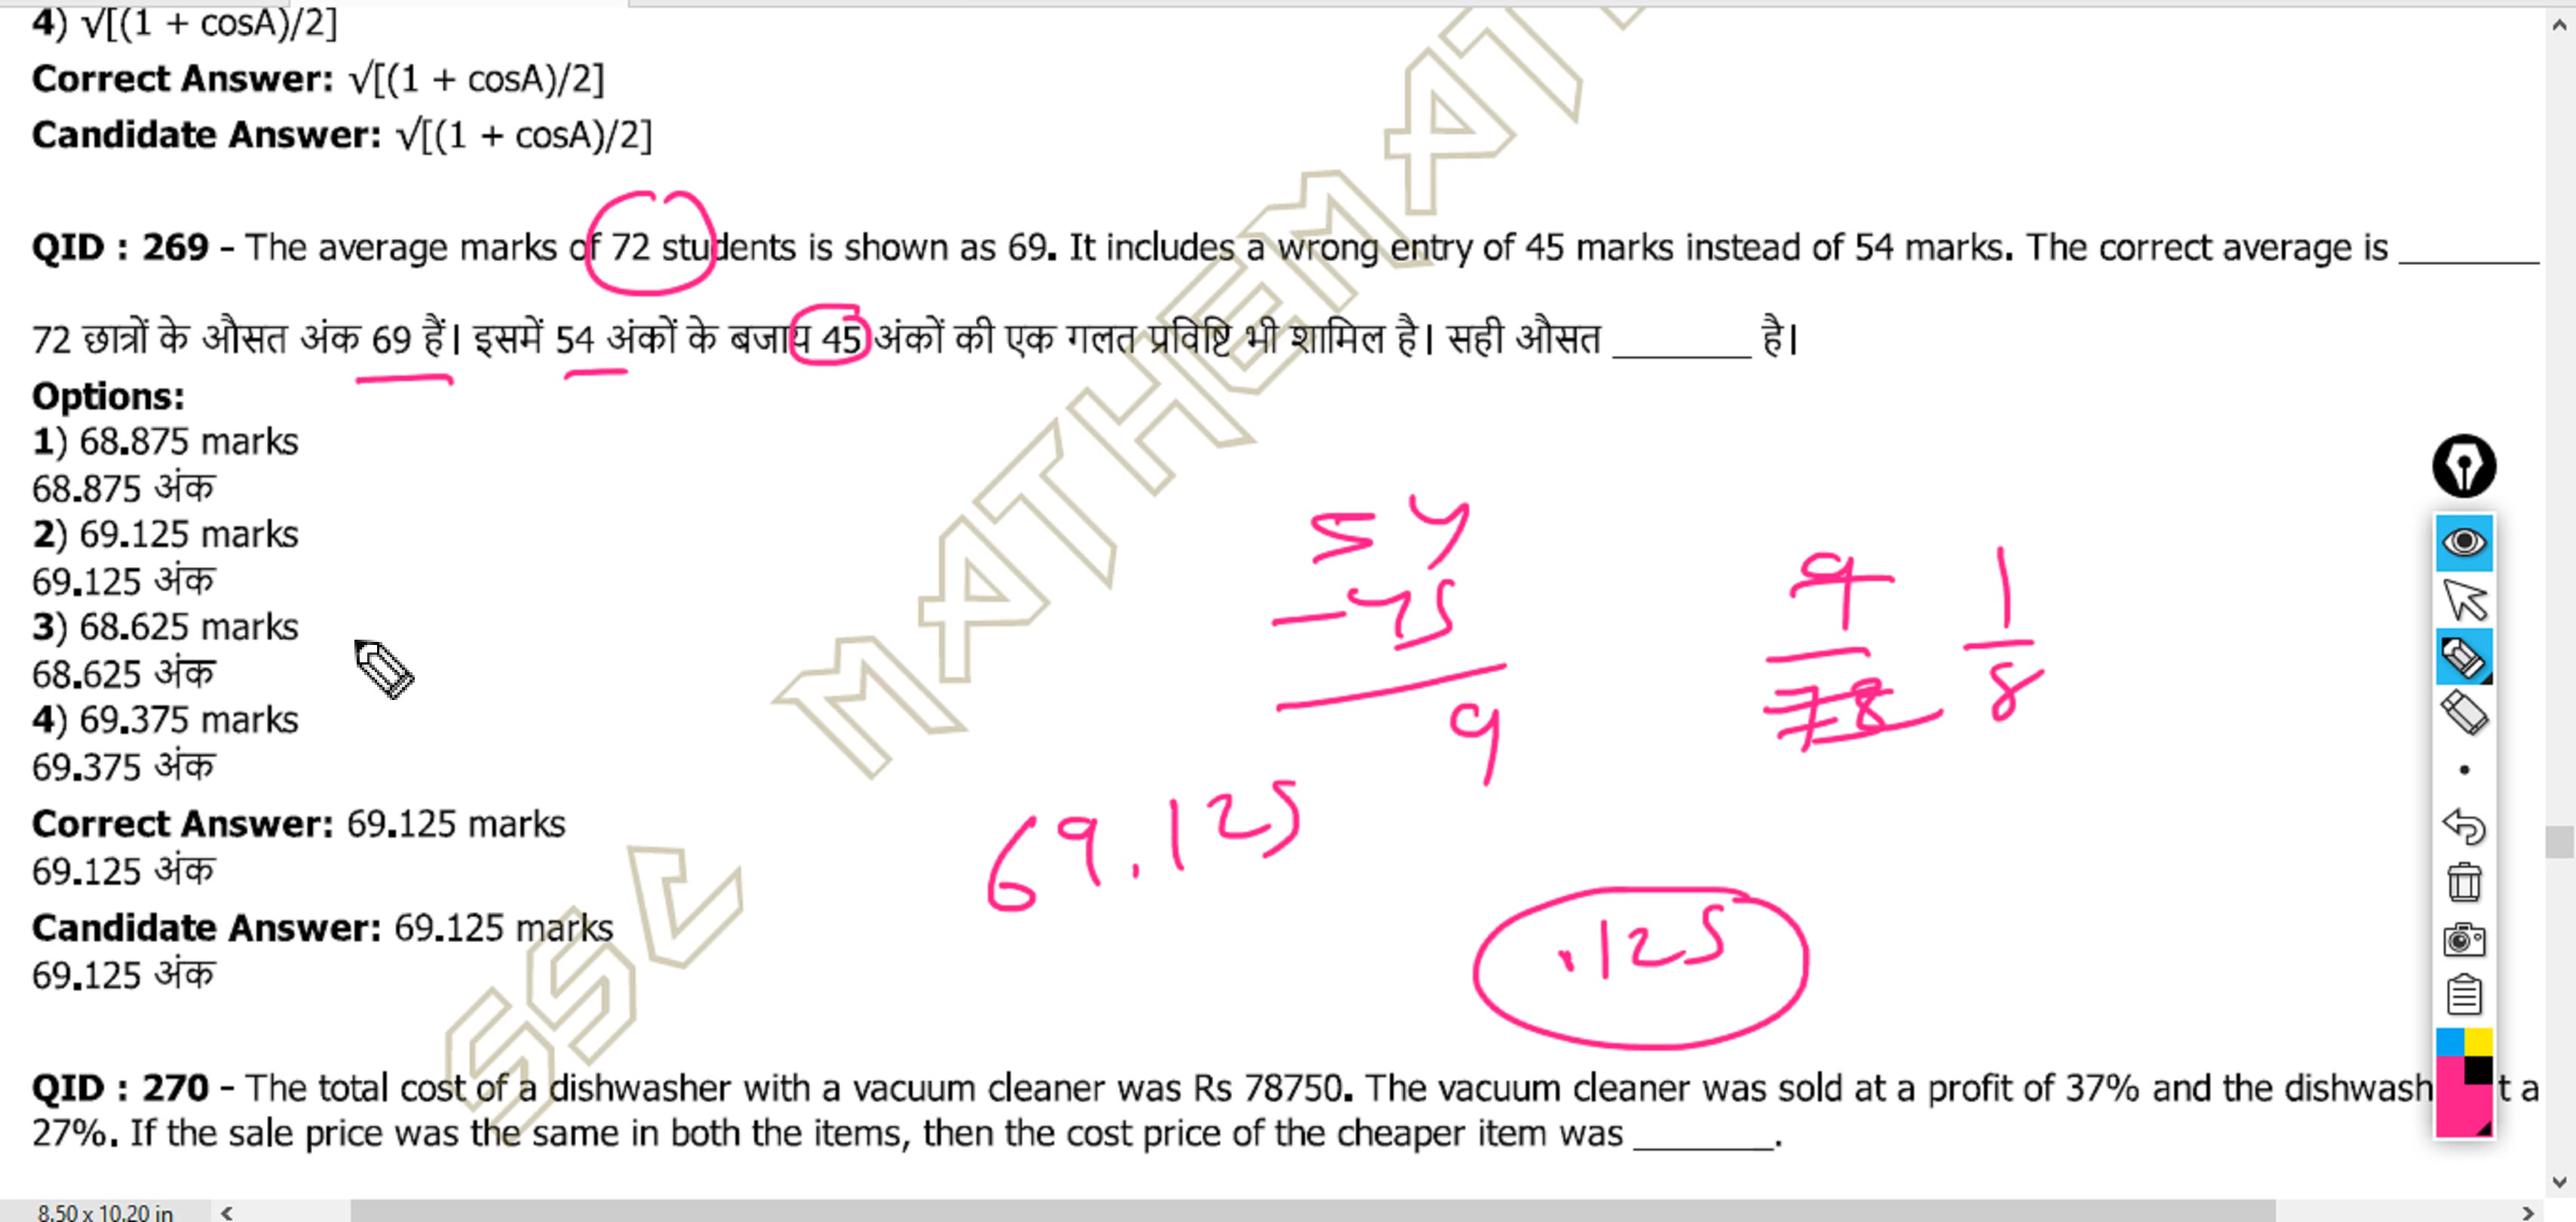 4) √[(1 + cosA)/2]
Correct Answer: √[(1 + cosA)/2]
Candidate Answer: √[(1 + cosA)/2]
QID : 269 - The average marks of 72 students is shown as 69. It includes a wrong entry of 45 marks instead of 54 marks. The correct average is ________
72 छात्रों के औसत अंक 69 हैं। इसमें 54 अंकों के बजाय 45 अंकों की एक गलत प्रविष्टि भी शामिल है। सही औसत ________ है।
Options:
1) 68.875 marks
68.875 अंक
2) 69.125 marks
69.125 अंक
3) 68.625 marks
68.625 अंक
4) 69.375 marks
69.375 अंक
Correct Answer: 69.125 marks
69.125 अंक
Candidate Answer: 69.125 marks
69.125 अंक
54
-45
9
9
78
1
8
69.125
.125
SSC MATHEMAT
QID : 270 - The total cost of a dishwasher with a vacuum cleaner was Rs 78750. The vacuum cleaner was sold at a profit of 37% and the dishwash t a
27%. If the sale price was the same in both the items, then the cost price of the cheaper item was ________.
8.50 x 10.20 in